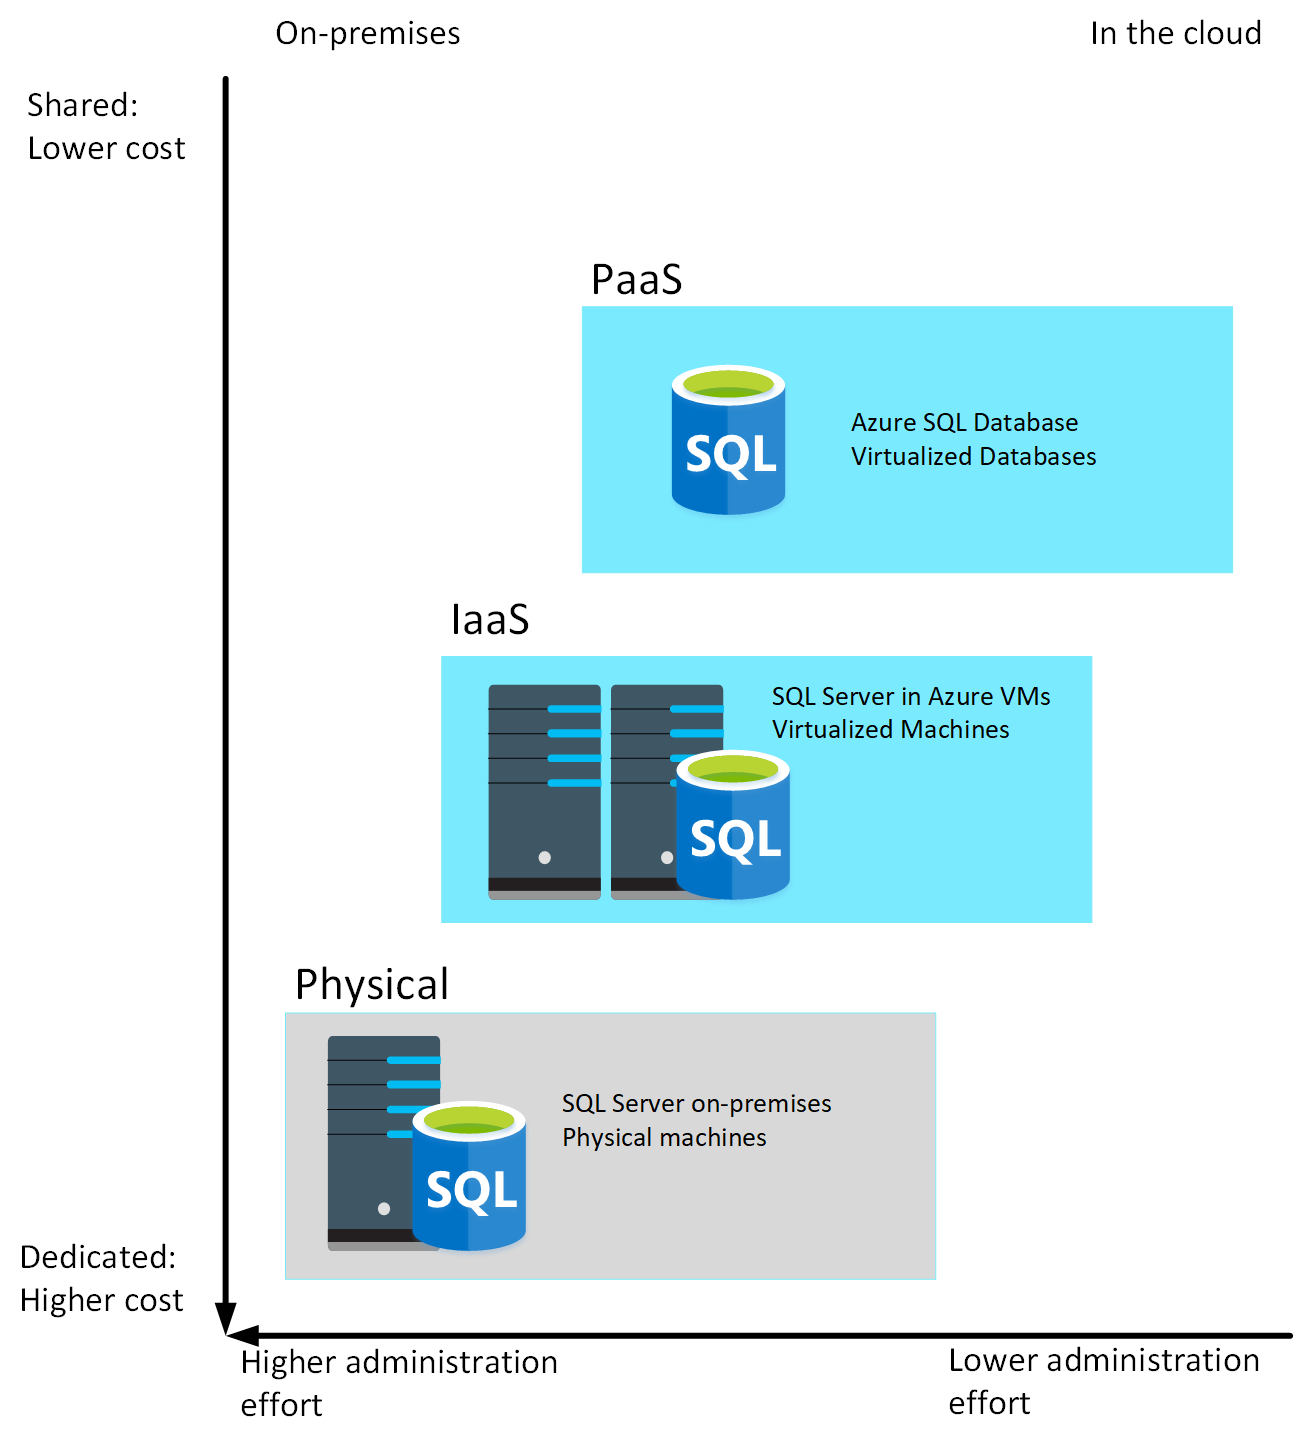 On-premises
In the cloud
Shared:
Lower cost
PaaS
SQL
Azure SQL Database
Virtualized Databases
IaaS
SQL Server in Azure VMs
Virtualized Machines
SQL
Physical
SQL Server on-premises
Physical machines
SQL
Dedicated:
Higher cost
Higher administration
effort
Lower administration
effort